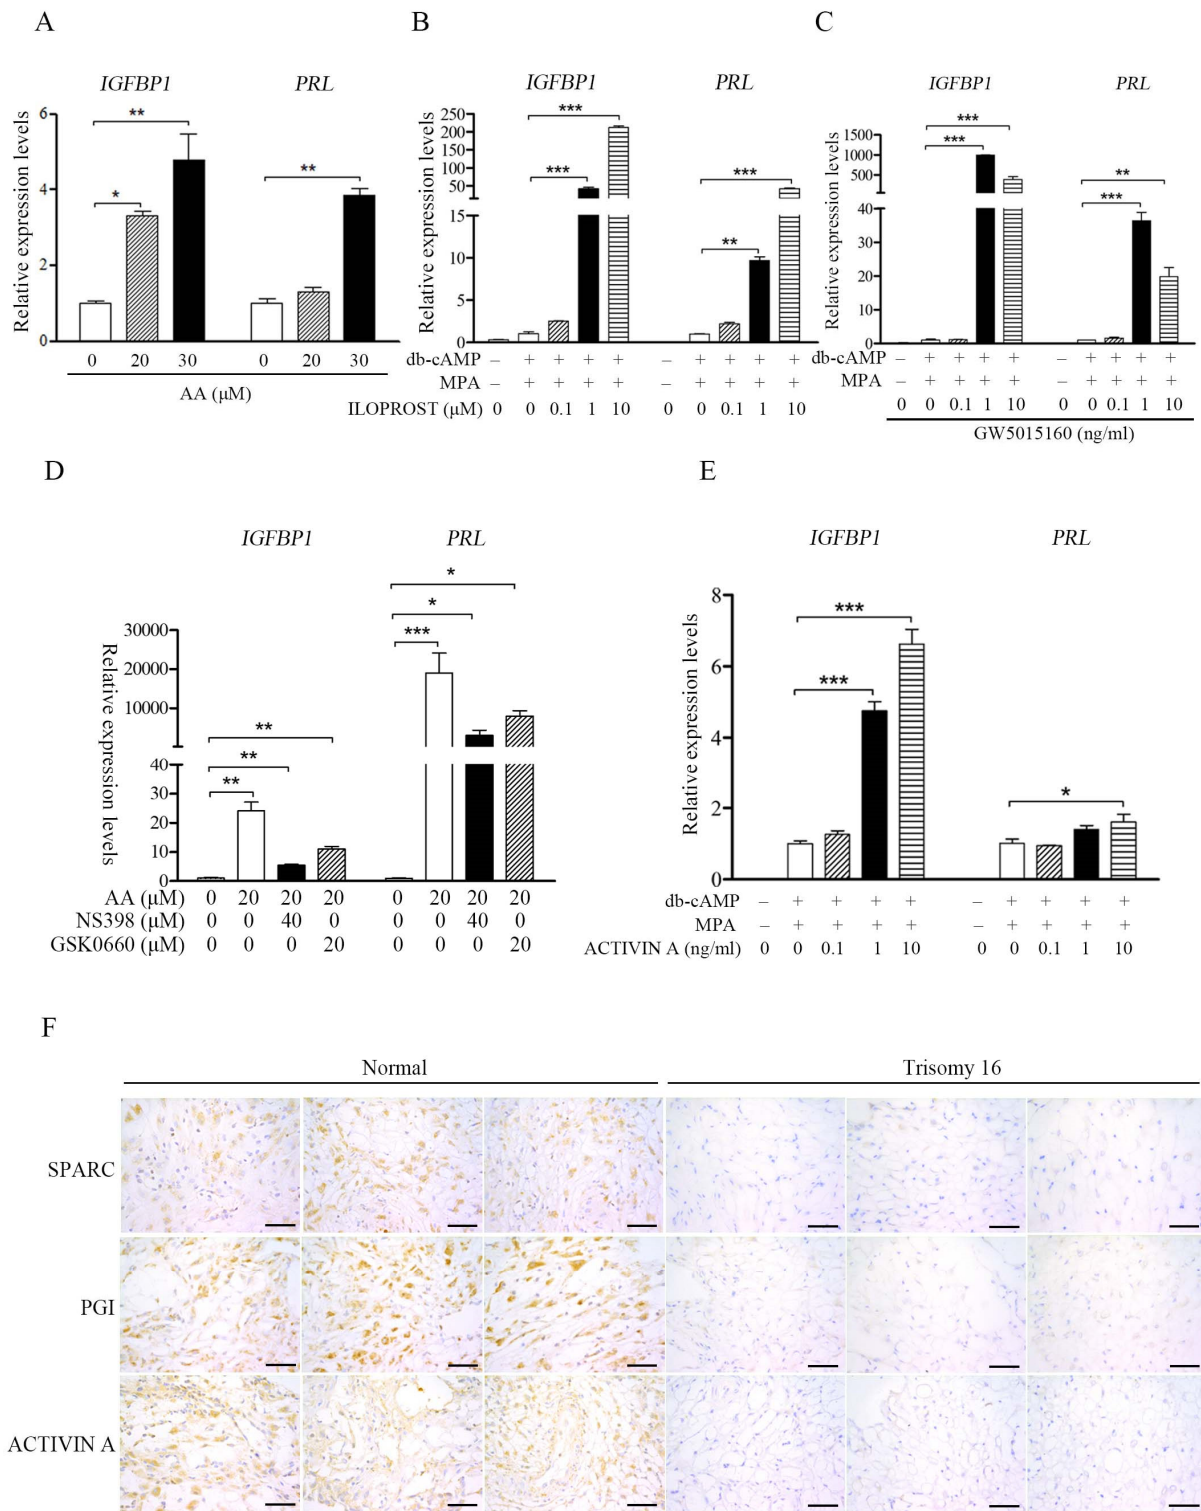 A
IGFBP1 PRL
Relative expression levels
6
4
2
0
** 
* 
**
0 20 30 0 20 30
AA (μM)
B
IGFBP1 PRL
Relative expression levels
250
200
150
100
50
15
10
5
0
***
***
***
**
db-cAMP – + + + + – + + + +
MPA – + + + + – + + + +
ILOPROST (μM) 0 0 0.1 1 10 0 0 0.1 1 10
C
IGFBP1 PRL
Relative expression levels
1500
1000
500
40
30
20
10
0
***
***
**
***
db-cAMP – + + + + – + + + +
MPA – + + + + – + + + +
0 0 0.1 1 10 0 0 0.1 1 10
GW5015160 (ng/ml)
D
IGFBP1 PRL
Relative expression levels
30000
20000
10000
40
30
20
10
0
**
**
**
*
*
***
AA (μM) 0 20 20 20 0 20 20 20
NS398 (μM) 0 0 40 0 0 0 40 0
GSK0660 (μM) 0 0 0 20 0 0 0 20
E
IGFBP1 PRL
Relative expression levels
8
6
4
2
0
***
***
*
db-cAMP – + + + + – + + + +
MPA – + + + + – + + + +
ACTIVIN A (ng/ml) 0 0 0.1 1 10 0 0 0.1 1 10
F
Normal Trisomy 16
SPARC
PGI
ACTIVIN A